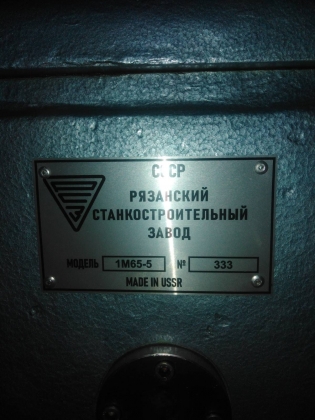 СССР
РЯЗАНСКИЙ
СТАНКОСТРОИТЕЛЬНЫЙ
ЗАВОД
МОДЕЛЬ 1М65-5 № 333
MADE IN USSR